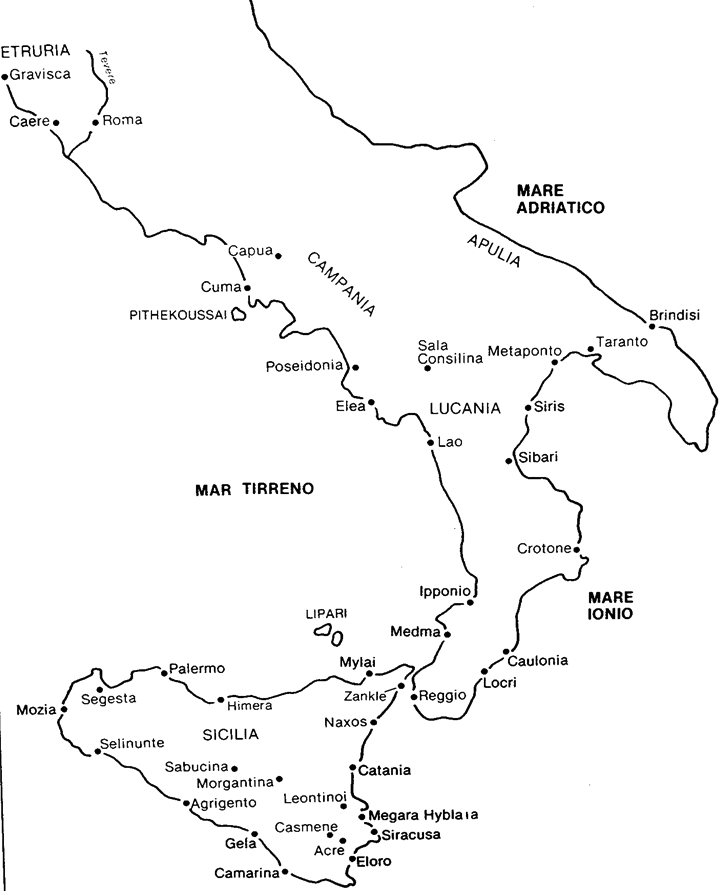 ETRURIA
Tevere
Gravisca
Caere
Roma
MARE
ADRIATICO
APULIA
Capua
CAMPANIA
Cuma
PITHEKOUSSAI
Brindisi
Sala
Consilina
Metaponto
Taranto
Poseidonia
Elea
LUCANIA
Siris
Lao
Sibari
MAR TIRRENO
Crotone
Ipponio
MARE
IONIO
LIPARI
Medma
Mylai
Caulonia
Palermo
Locri
Segesta
Zankle
Reggio
Himera
Mozia
Naxos
SICILIA
Selinunte
Sabucina
Catania
Morgantina
Leontinoi
Agrigento
Megara Hyblaia
Casmene
Siracusa
Gela
Acre
Eloro
Camarina